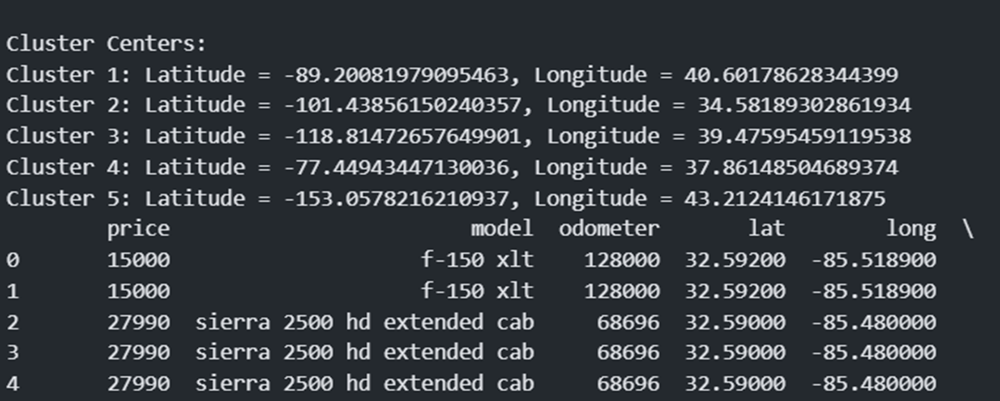 Cluster Centers:
Cluster 1: Latitude = -89.20081979095463, Longitude = 40.60178628344399
Cluster 2: Latitude = -101.43856150240357, Longitude = 34.58189302861934
Cluster 3: Latitude = -118.81472657649901, Longitude = 39.47595459119538
Cluster 4: Latitude = -77.44943447130036, Longitude = 37.86148504689374
Cluster 5: Latitude = -153.0578216210937, Longitude = 43.2124146171875
price model odometer lat long \
0 15000 f-150 xlt 128000 32.59200 -85.518900
1 15000 f-150 xlt 128000 32.59200 -85.518900
2 27990 sierra 2500 hd extended cab 68696 32.59000 -85.480000
3 27990 sierra 2500 hd extended cab 68696 32.59000 -85.480000
4 27990 sierra 2500 hd extended cab 68696 32.59000 -85.480000